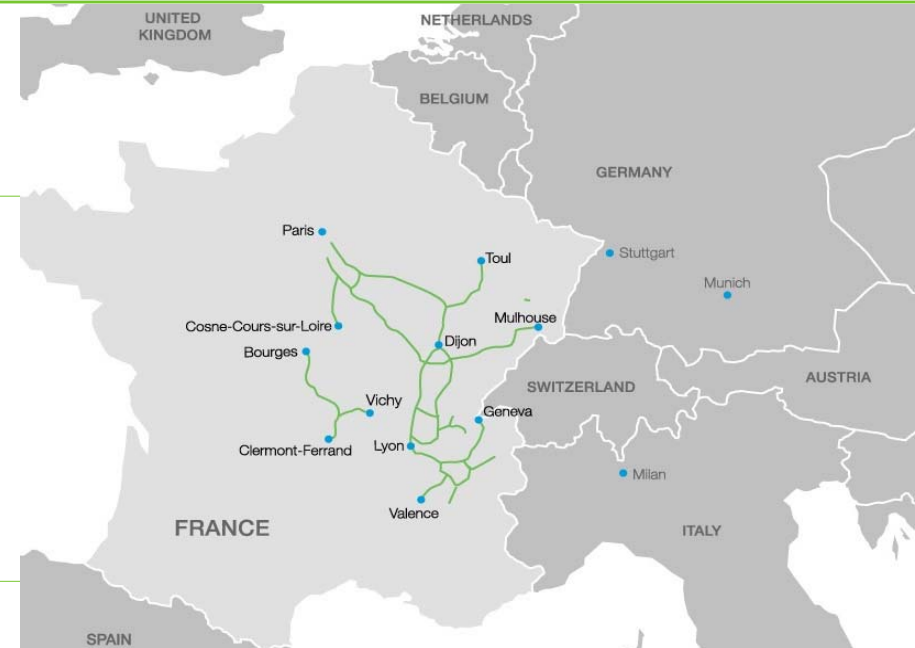 UNITED
KINGDOM
NETHERLANDS
BELGIUM
GERMANY
Paris
Toul
Stuttgart
Munich
Cosne-Cours-sur-Loire
Mulhouse
Bourges
Dijon
SWITZERLAND
AUSTRIA
Vichy
Geneva
Clermont-Ferrand
Lyon
Milan
Valence
FRANCE
ITALY
SPAIN